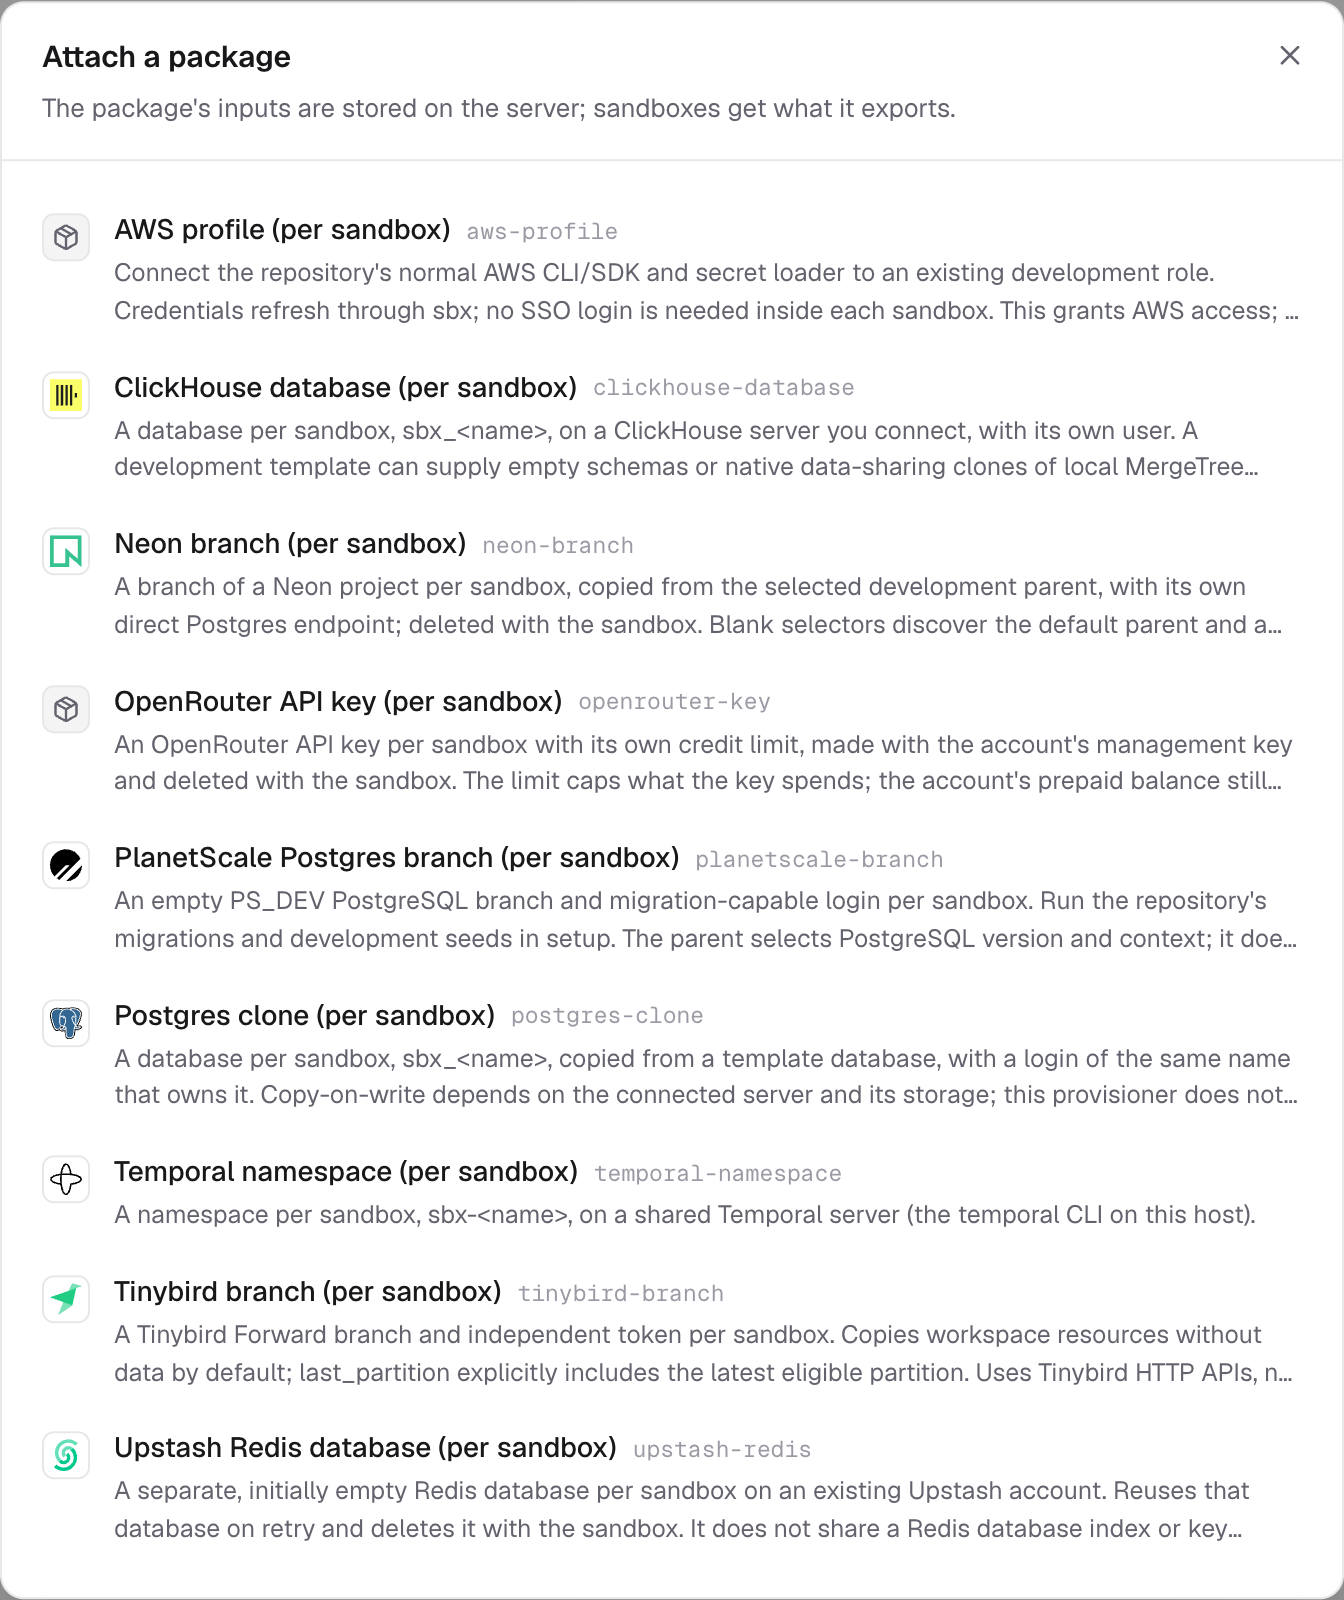 Attach a package
The package's inputs are stored on the server; sandboxes get what it exports.
AWS profile (per sandbox) aws-profile
Connect the repository's normal AWS CLI/SDK and secret loader to an existing development role.
Credentials refresh through sbx; no SSO login is needed inside each sandbox. This grants AWS access; …
ClickHouse database (per sandbox) clickhouse-database
A database per sandbox, sbx_<name>, on a ClickHouse server you connect, with its own user. A
development template can supply empty schemas or native data-sharing clones of local MergeTree…
Neon branch (per sandbox) neon-branch
A branch of a Neon project per sandbox, copied from the selected development parent, with its own
direct Postgres endpoint; deleted with the sandbox. Blank selectors discover the default parent and a…
OpenRouter API key (per sandbox) openrouter-key
An OpenRouter API key per sandbox with its own credit limit, made with the account's management key
and deleted with the sandbox. The limit caps what the key spends; the account's prepaid balance still…
PlanetScale Postgres branch (per sandbox) planetscale-branch
An empty PS_DEV PostgreSQL branch and migration-capable login per sandbox. Run the repository's
migrations and development seeds in setup. The parent selects PostgreSQL version and context; it doe…
Postgres clone (per sandbox) postgres-clone
A database per sandbox, sbx_<name>, copied from a template database, with a login of the same name
that owns it. Copy-on-write depends on the connected server and its storage; this provisioner does not…
Temporal namespace (per sandbox) temporal-namespace
A namespace per sandbox, sbx-<name>, on a shared Temporal server (the temporal CLI on this host).
Tinybird branch (per sandbox) tinybird-branch
A Tinybird Forward branch and independent token per sandbox. Copies workspace resources without
data by default; last_partition explicitly includes the latest eligible partition. Uses Tinybird HTTP APIs, n…
Upstash Redis database (per sandbox) upstash-redis
A separate, initially empty Redis database per sandbox on an existing Upstash account. Reuses that
database on retry and deletes it with the sandbox. It does not share a Redis database index or key…